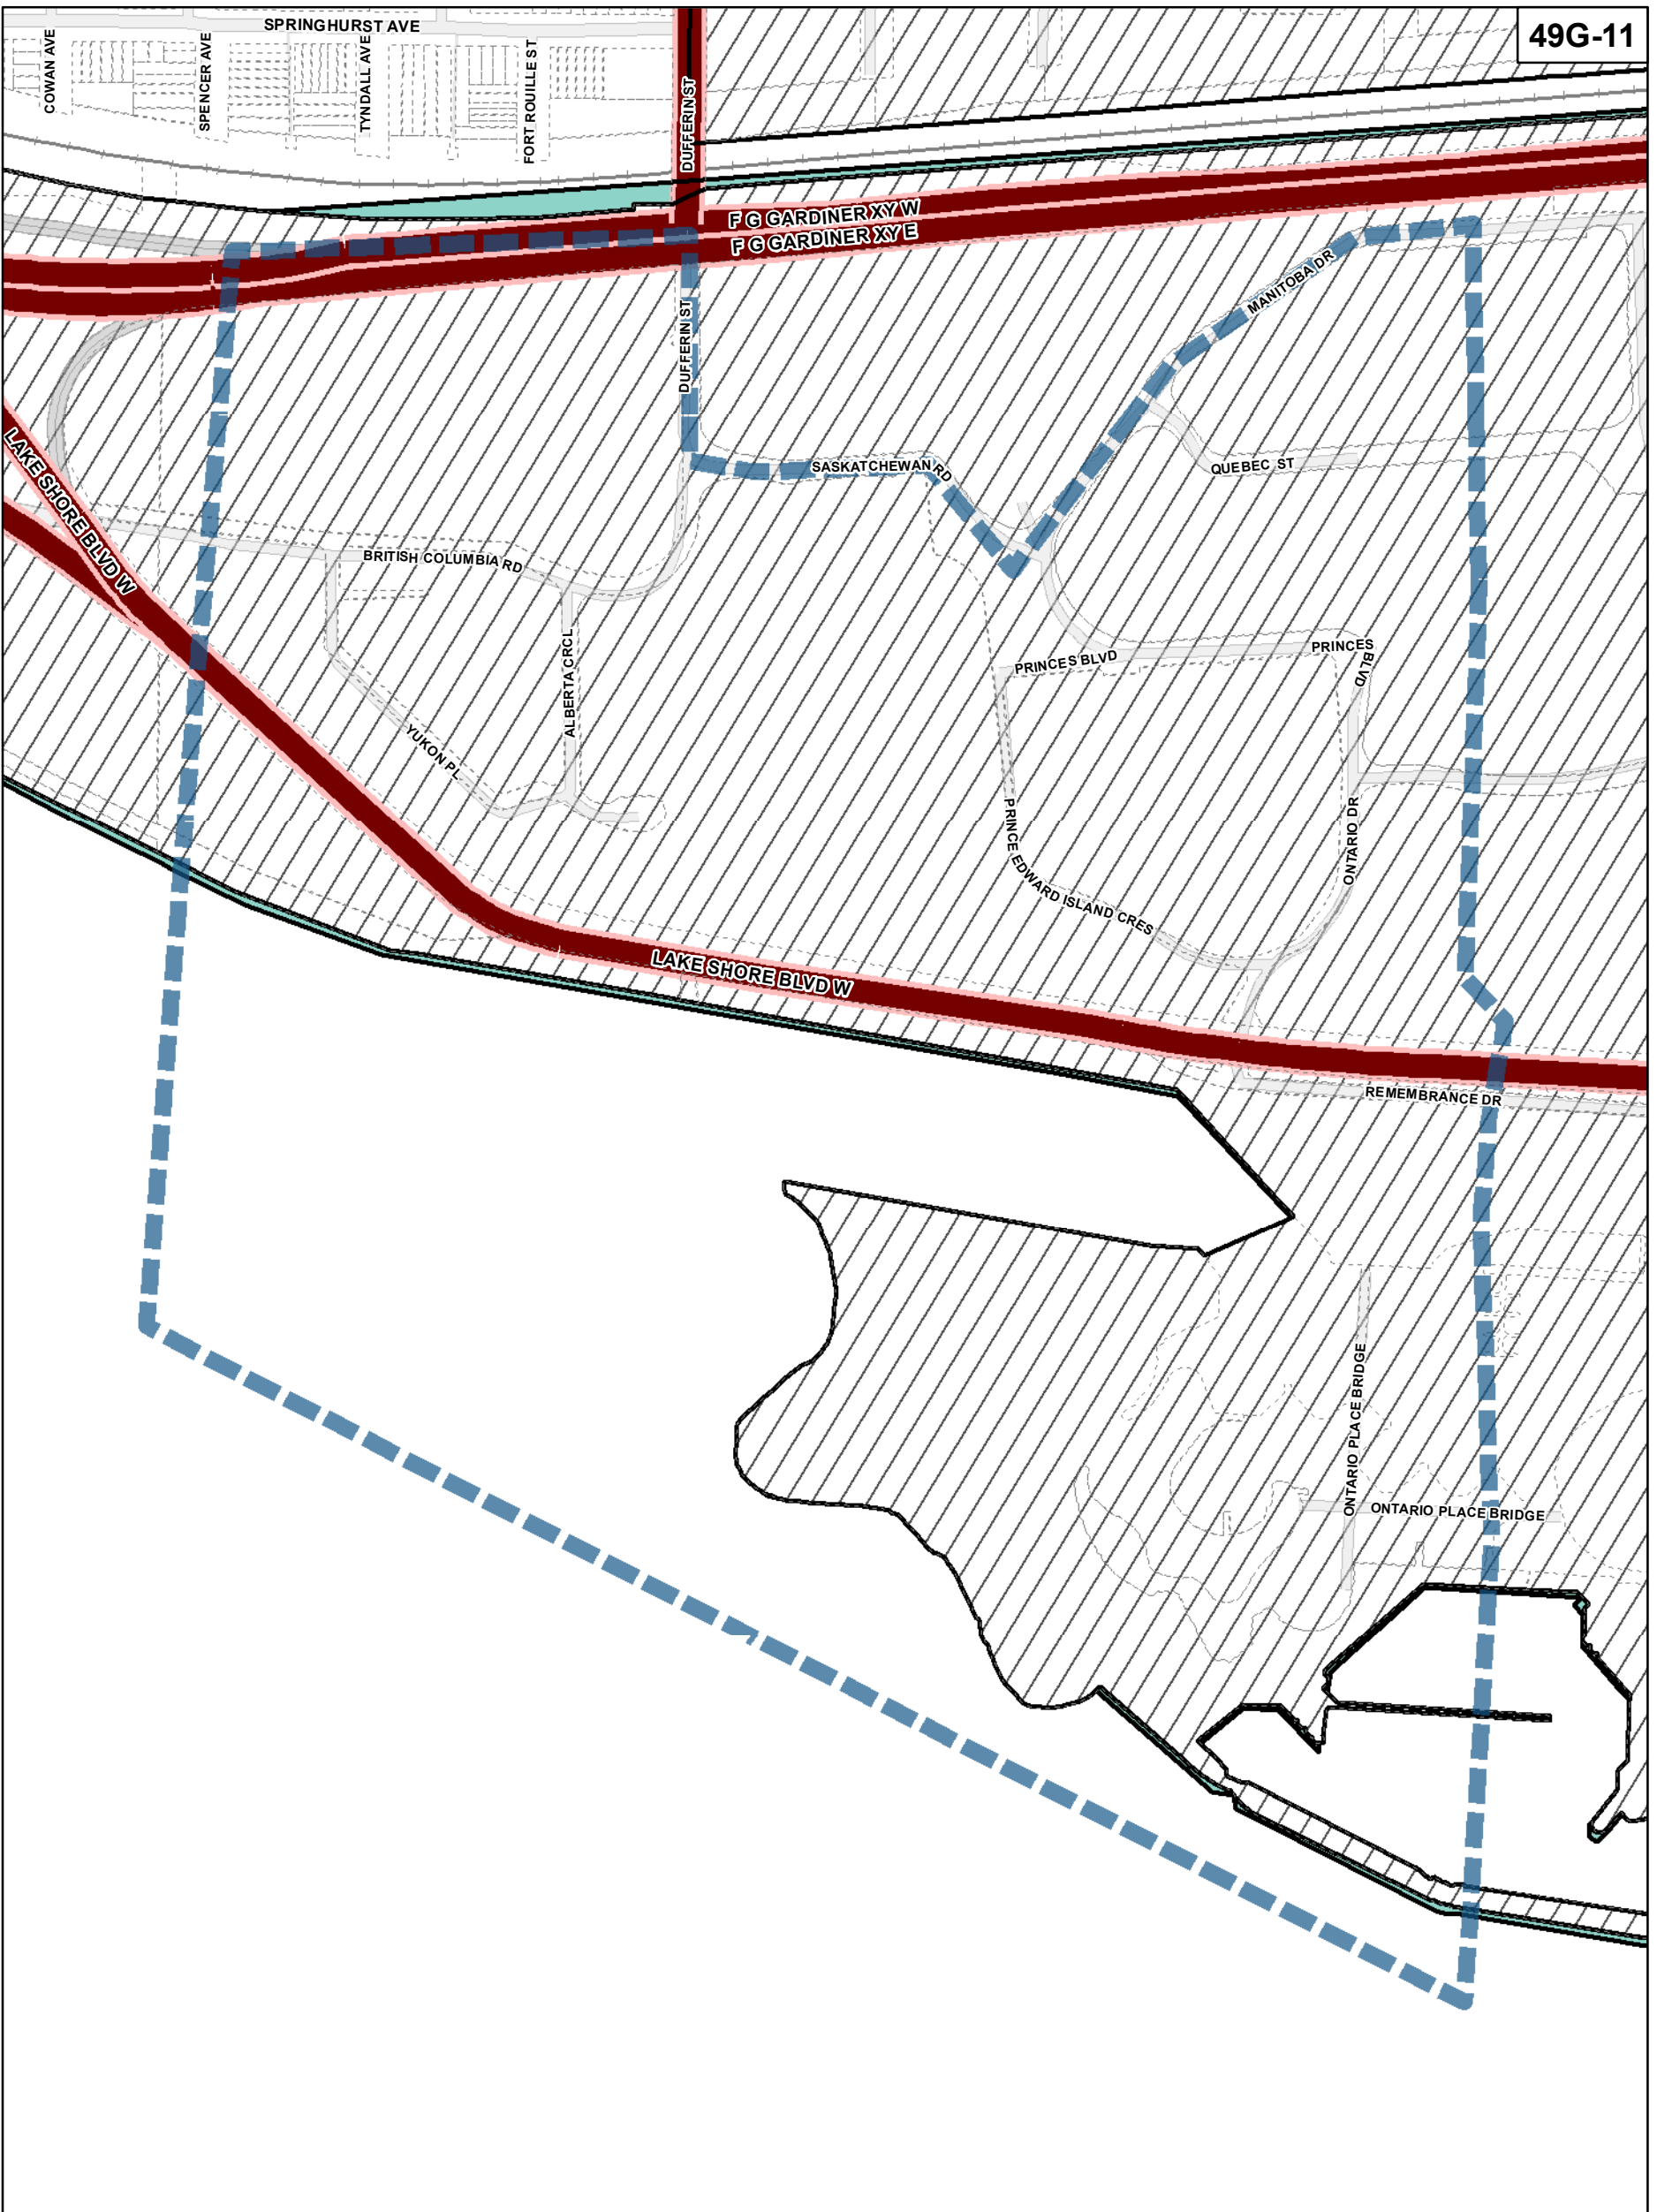 49G-11
SPRINGHURST AVE
COWAN AVE
SPENCER AVE
TYNDALL AVE
FORT ROUILLE ST
DUFFERIN ST
F G GARDINER XY W
F G GARDINER XY E
DUFFERIN ST
MANITOBA DR
LAKE SHORE BLVD W
SASKATCHEWAN RD
QUEBEC ST
BRITISH COLUMBIA RD
ALBERTA CRCL
PRINCES BLVD
PRINCES BLVD
YUKON PL
PRINCE EDWARD ISLAND CRES
ONTARIO DR
LAKE SHORE BLVD W
REMEMBRANCE DR
ONTARIO PLACE BRIDGE
ONTARIO PLACE BRIDGE